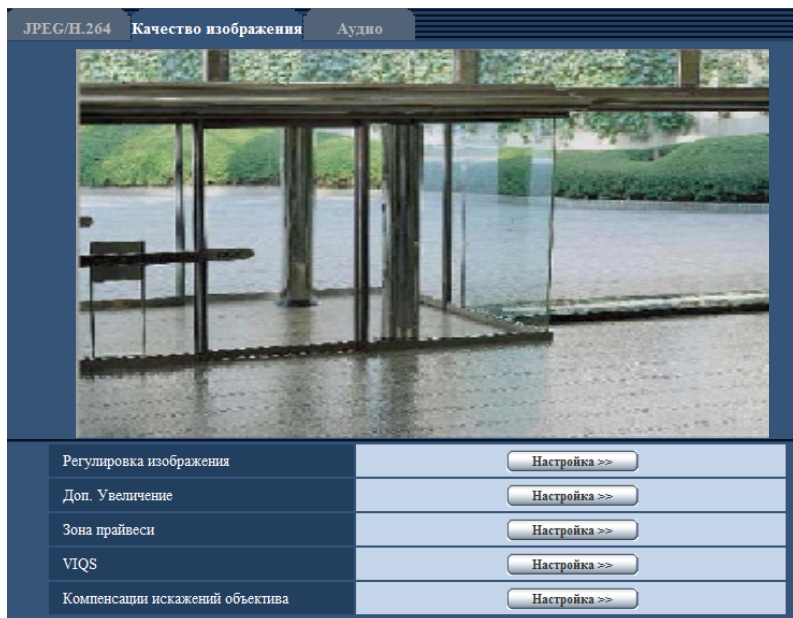 JPEG/H.264 Качество изображения Аудио
Регулировка изображения Настройка >>
Доп. Увеличение Настройка >>
Зона прайвеси Настройка >>
VIQS Настройка >>
Компенсации искажений объектива Настройка >>